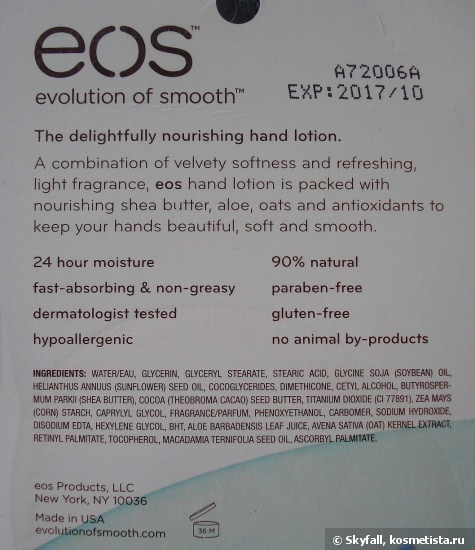 eos™
A72006A
EXP:2017/10
evolution of smooth™
The delightfully nourishing hand lotion.
A combination of velvety softness and refreshing,
light fragrance, eos hand lotion is packed with
nourishing shea butter, aloe, oats and antioxidants to
keep your hands beautiful, soft and smooth.
24 hour moisture
fast-absorbing & non-greasy
dermatologist tested
hypoallergenic
90% natural
paraben-free
gluten-free
no animal by-products
INGREDIENTS: WATER/EAU, GLYCERIN, GLYCERYL STEARATE, STEARIC ACID, GLYCINE SOJA (SOYBEAN) OIL,
HELIANTHUS ANNUUS (SUNFLOWER) SEED OIL, COCOGLYCERIDES, DIMETHICONE, CETYL ALCOHOL, BUTYROSPER-
MUM PARKII (SHEA BUTTER), COCOA (THEOBROMA CACAO) SEED BUTTER, TITANIUM DIOXIDE (CI 77891), ZEA MAYS
(CORN) STARCH, CAPRYLYL GLYCOL, FRAGRANCE/PARFUM, PHENOXYETHANOL, CARBOMER, SODIUM HYDROXIDE,
DISODIUM EDTA, HEXYLENE GLYCOL, BHT, ALOE BARBADENSIS LEAF JUICE, AVENA SATIVA (OAT) KERNEL EXTRACT,
RETINYL PALMITATE, TOCOPHEROL, MACADAMIA TERNIFOLIA SEED OIL, ASCORBYL PALMITATE.
eos Products, LLC
New York, NY 10036
Made in USA
evolutionofsmooth.com
36 M
© Skyfall, kosmetista.ru